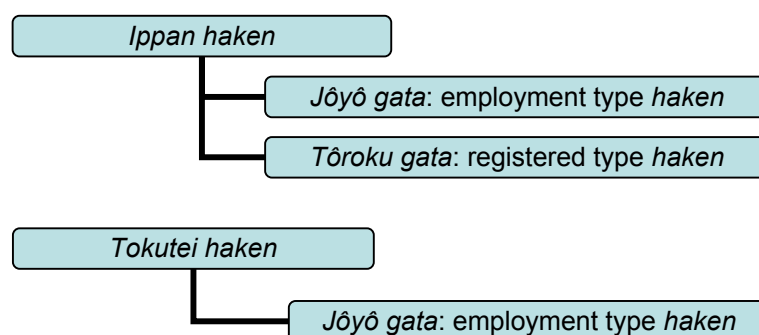 Ippan haken
Jôyô gata: employment type haken
Tôroku gata: registered type haken
Tokutei haken
Jôyô gata: employment type haken